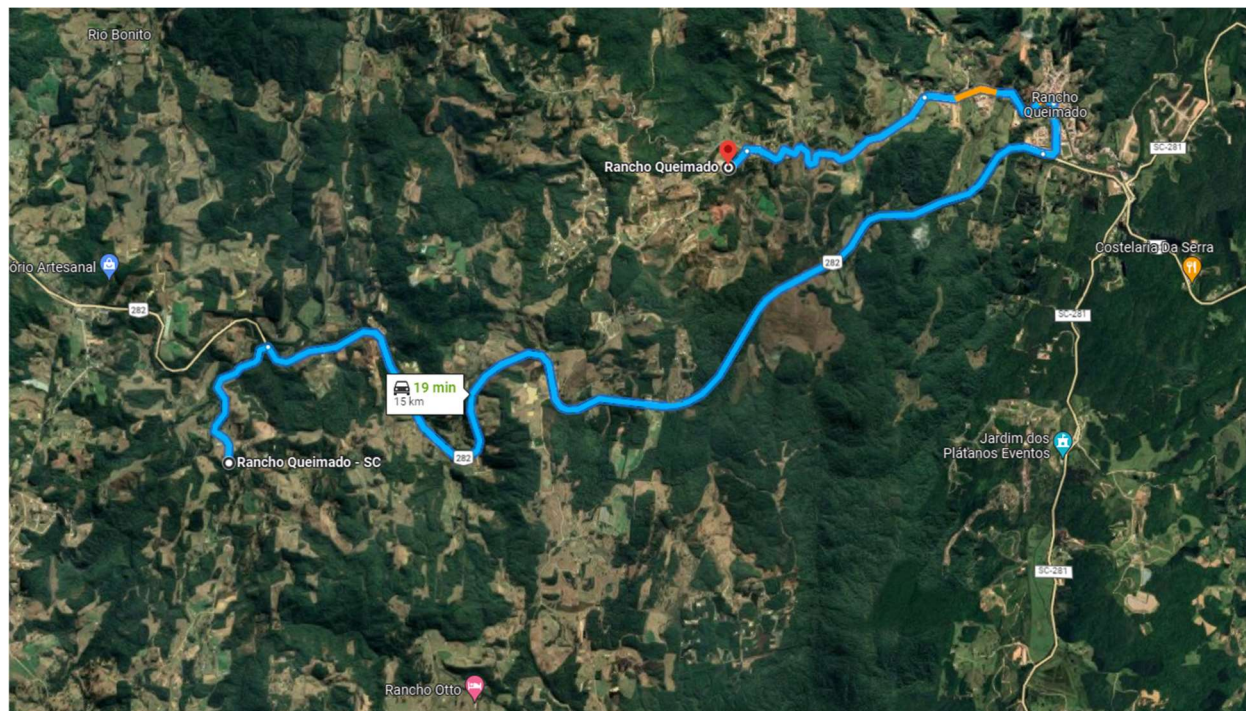 Rio Bonito
Rancho
Queimado
SC-281
Rancho Queimado
Costelaria Da Serra
ório Artesanal
282
282
SC-281
19 min
15 km
Jardim dos
Plátanos Eventos
282
Rancho Queimado - SC
SC-281
Rancho Otto